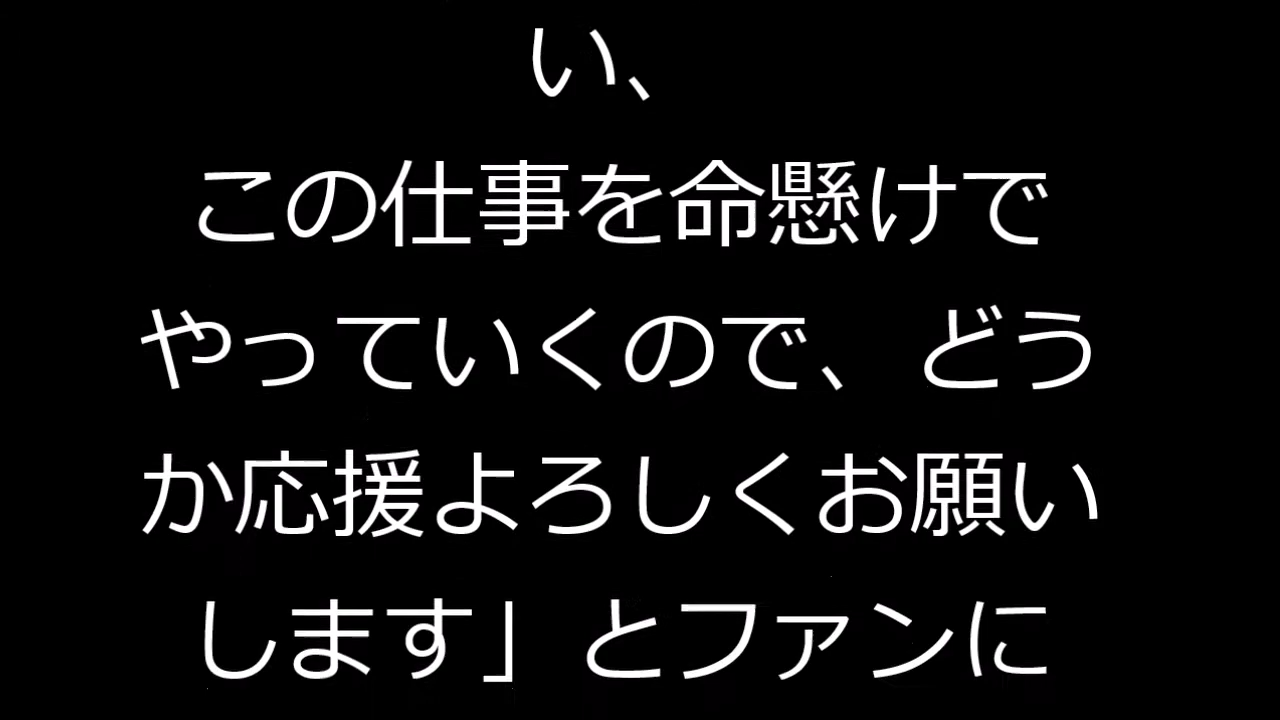 い、
この仕事を命懸けで
やっていくので、どう
か応援よろしくお願い
します」とファンに